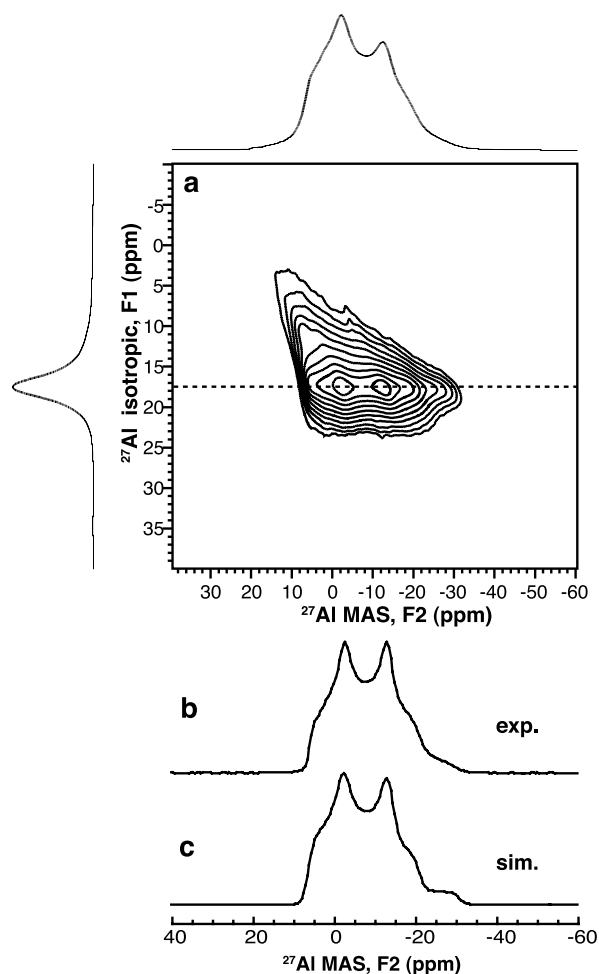 a
-5
0
5
10
15
20
25
30
35
²⁷Al isotropic, F1 (ppm)
30 20 10 0 -10 -20 -30 -40 -50 -60
²⁷Al MAS, F2 (ppm)
b
exp.
c
sim.
40 20 0 -20 -40 -60
²⁷Al MAS, F2 (ppm)